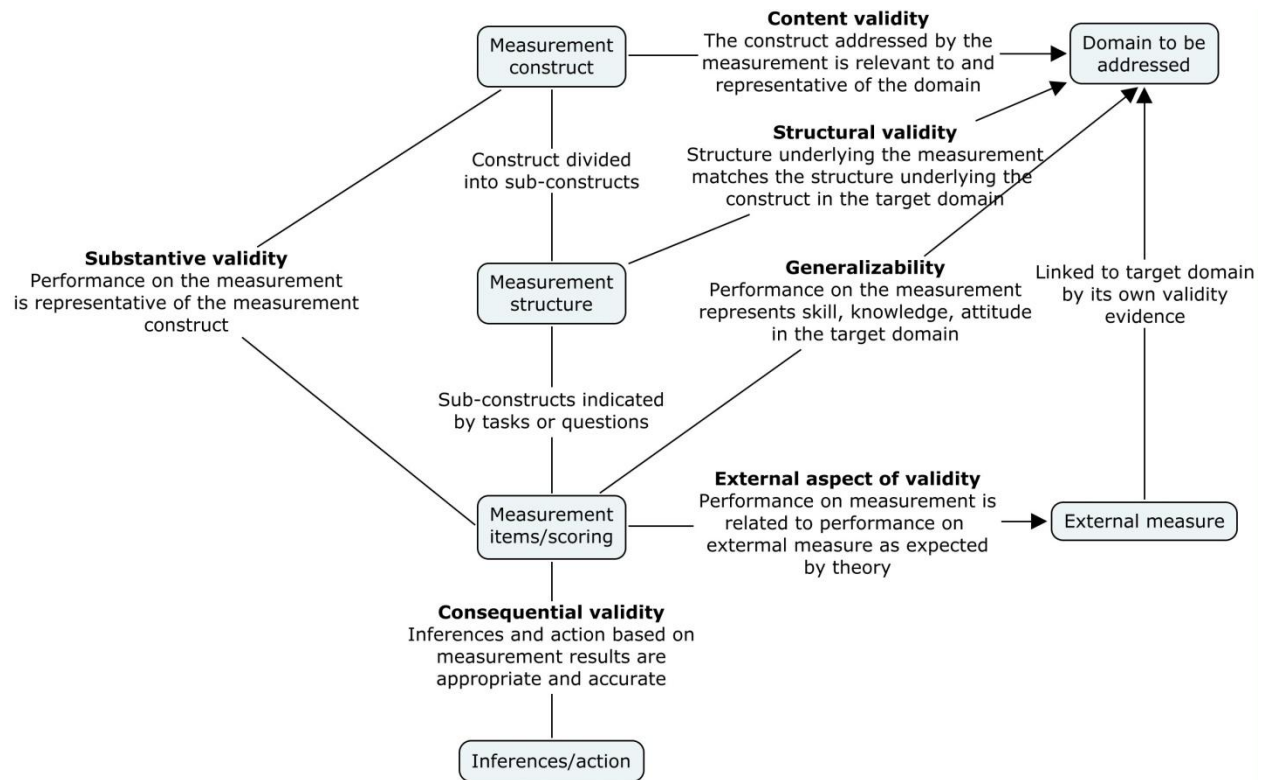 Measurement
construct
Content validity
The construct addressed by the
measurement is relevant to and
representative of the domain
Domain to be
addressed
Construct divided
into sub-constructs
Structural validity
Structure underlying the measurement
matches the structure underlying the
construct in the target domain
Substantive validity
Performance on the measurement
is representative of the measurement
construct
Measurement
structure
Generalizability
Performance on the measurement
represents skill, knowledge, attitude
in the target domain
Linked to target domain
by its own validity
evidence
Sub-constructs indicated
by tasks or questions
Measurement
items/scoring
External aspect of validity
Performance on measurement is
related to performance on
extermal measure as expected
by theory
External measure
Consequential validity
Inferences and action based on
measurement results are
appropriate and accurate
Inferences/action